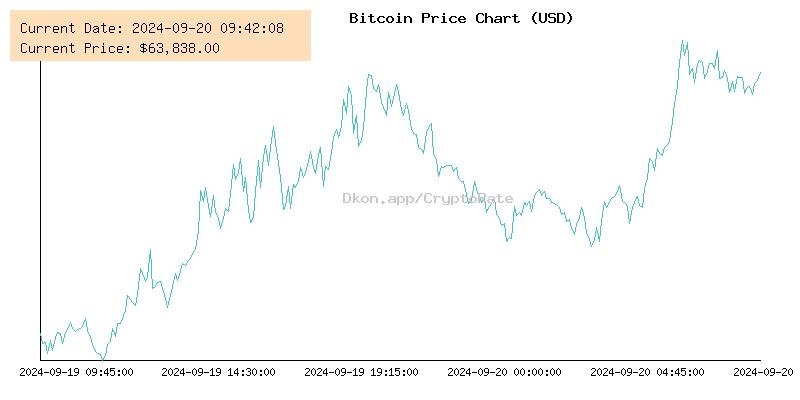 Bitcoin Price Chart (USD)
Current Date: 2024-09-20 09:42:08
Current Price: $63,838.00
Dkon.app/CryptoRate
2024-09-19 09:45:00 2024-09-19 14:30:00 2024-09-19 19:15:00 2024-09-20 00:00:00 2024-09-20 04:45:00 2024-09-20